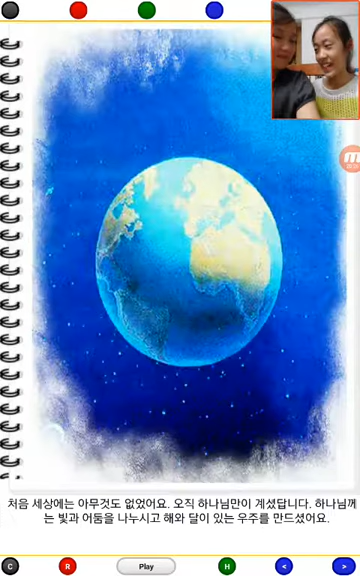 처음 세상에는 아무것도 없었어요. 오직 하나님만이 계셨답니다. 하나님께서
는 빛과 어둠을 나누시고 해와 달이 있는 우주를 만드셨어요.
C R Play H < >